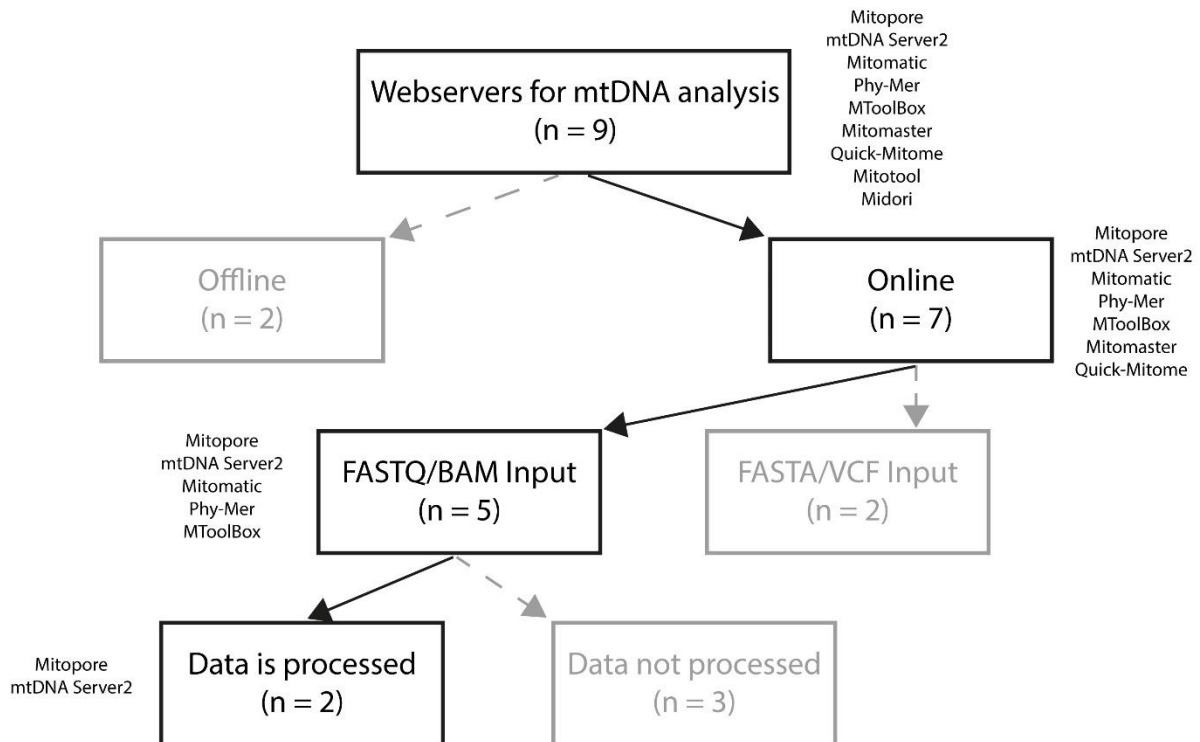 Webservers for mtDNA analysis
(n = 9)
Mitopore
mtDNA Server2
Mitomatic
Phy-Mer
MToolBox
Mitomaster
Quick-Mitome
Mitotool
Midori
Offline
(n = 2)
Online
(n = 7)
Mitopore
mtDNA Server2
Mitomatic
Phy-Mer
MToolBox
Mitomaster
Quick-Mitome
Mitopore
mtDNA Server2
Mitomatic
Phy-Mer
MToolBox
FASTQ/BAM Input
(n = 5)
FASTA/VCF Input
(n = 2)
Mitopore
mtDNA Server2
Data is processed
(n = 2)
Data not processed
(n = 3)